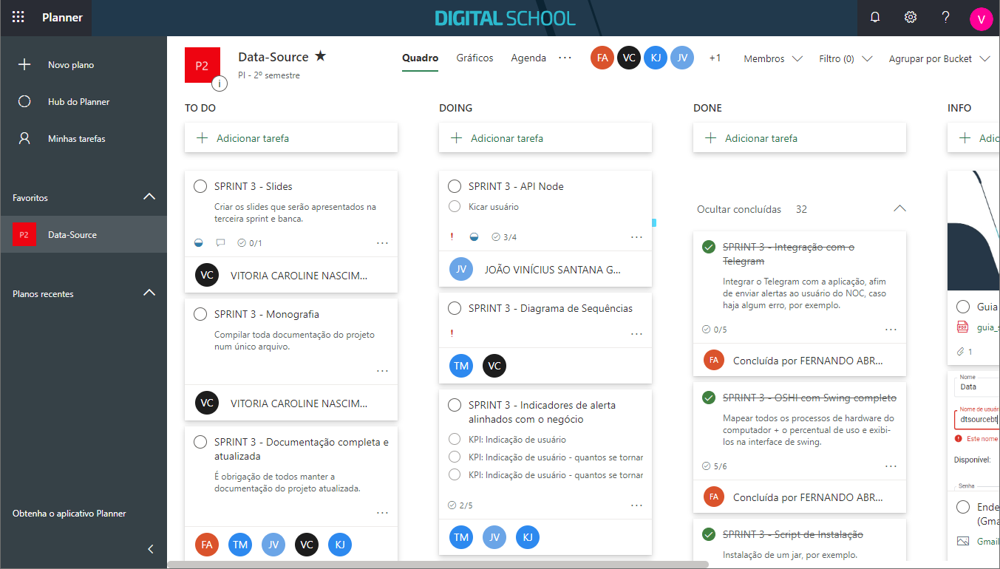 Planner
DIGITAL SCHOOL
?
V
Novo plano
Hub do Planner
Minhas tarefas
Favoritos
P2
Data-Source
Planos recentes
Obtenha o aplicativo Planner
P2
i
Data-Source
PI - 2º semestre
Quadro
Gráficos
Agenda
···
FA
VC
KJ
JV
+1
Membros
Filtro (0)
Agrupar por Bucket
TO DO
Adicionar tarefa
SPRINT 3 - Slides
Criar os slides que serão apresentados na
terceira sprint e banca.
0/1
···
VC
VITORIA CAROLINE NASCIM...
SPRINT 3 - Monografia
Compilar toda documentação do projeto
num único arquivo.
···
VC
VITORIA CAROLINE NASCIM...
SPRINT 3 - Documentação completa e
atualizada
É obrigação de todos manter a
documentação do projeto atualizada.
···
FA
TM
JV
VC
KJ
DOING
Adicionar tarefa
SPRINT 3 - API Node
Kicar usuário
!
3/4
···
JV
JOÃO VINÍCIUS SANTANA G...
SPRINT 3 - Diagrama de Sequências
!
···
TM
VC
SPRINT 3 - Indicadores de alerta
alinhados com o negócio
KPI: Indicação de usuário
KPI: Indicação de usuário - quantos se tornar
KPI: Indicação de usuário - quantos se tornar
2/5
···
TM
JV
KJ
DONE
Adicionar tarefa
Ocultar concluídas 32
SPRINT 3 - Integração com o
Telegram
Integrar o Telegram com a aplicação, afim
de enviar alertas ao usuário do NOC, caso
haja algum erro, por exemplo.
0/5
···
FA
Concluída por FERNANDO ABR...
SPRINT 3 - OSHI com Swing completo
Mapear todos os processos de hardware do
computador + o percentual de uso e exibi-
los na interface de swing.
5/6
···
FA
Concluída por FERNANDO ABR...
SPRINT 3 - Script de Instalação
Instalação de um jar, por exemplo.
INFO
Adic
Guia
PDF
guia_s
1
Nome
Data
Nome de usuári
dtsourcebt
Este nome
Disponível:
Senha
Ende
(Gma
Gmail